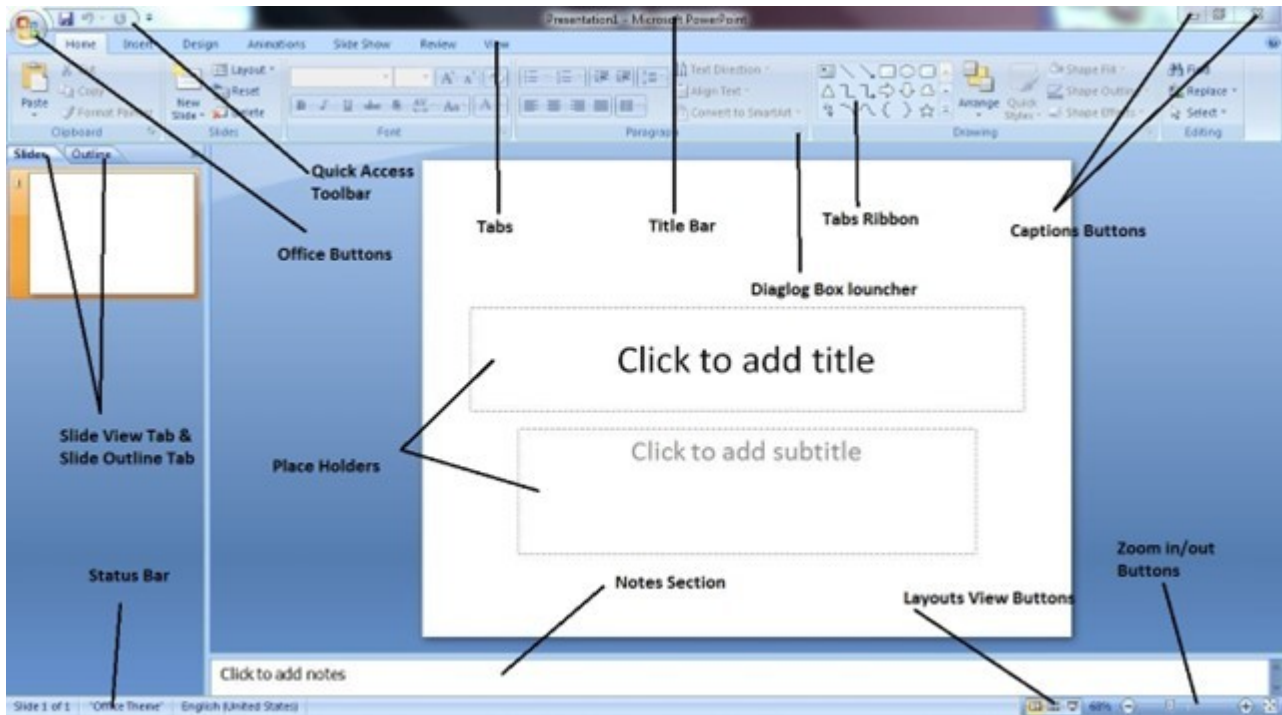 Presentation1 - Microsoft PowerPoint
Home Insert Design Animations Slide Show Review View
Cut
Copy
Format Painter
Paste
Clipboard
New
Slide
Layout
Reset
Delete
Slides
Font
Text Direction
Align Text
Convert to SmartArt
Paragraph
Arrange
Quick
Styles
Shape Fill
Shape Outline
Shape Effects
Drawing
Find
Replace
Select
Editing
Slides Outline
1
Quick Access
Toolbar
Office Buttons
Tabs
Title Bar
Tabs Ribbon
Captions Buttons
Diaglog Box louncher
Click to add title
Click to add subtitle
Slide View Tab &
Slide Outline Tab
Place Holders
Status Bar
Notes Section
Layouts View Buttons
Zoom in/out
Buttons
Click to add notes
Slide 1 of 1 "Office Theme" English (United States) 68%